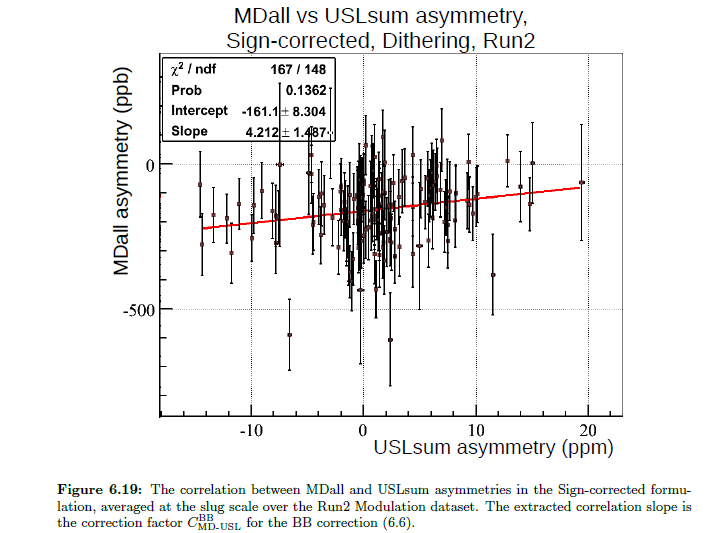 MDall vs USLsum asymmetry,
Sign-corrected, Dithering, Run2
χ² / ndf 167 / 148
Prob 0.1362
Intercept -161.1 ± 8.304
Slope 4.212 ± 1.487
MDall asymmetry (ppb)
0
-500
-10 0 10 20
USLsum asymmetry (ppm)
Figure 6.19: The correlation between MDall and USLsum asymmetries in the Sign-corrected formu-
lation, averaged at the slug scale over the Run2 Modulation dataset. The extracted correlation slope is
the correction factor C^{BB}_{MD-USL} for the BB correction (6.6).